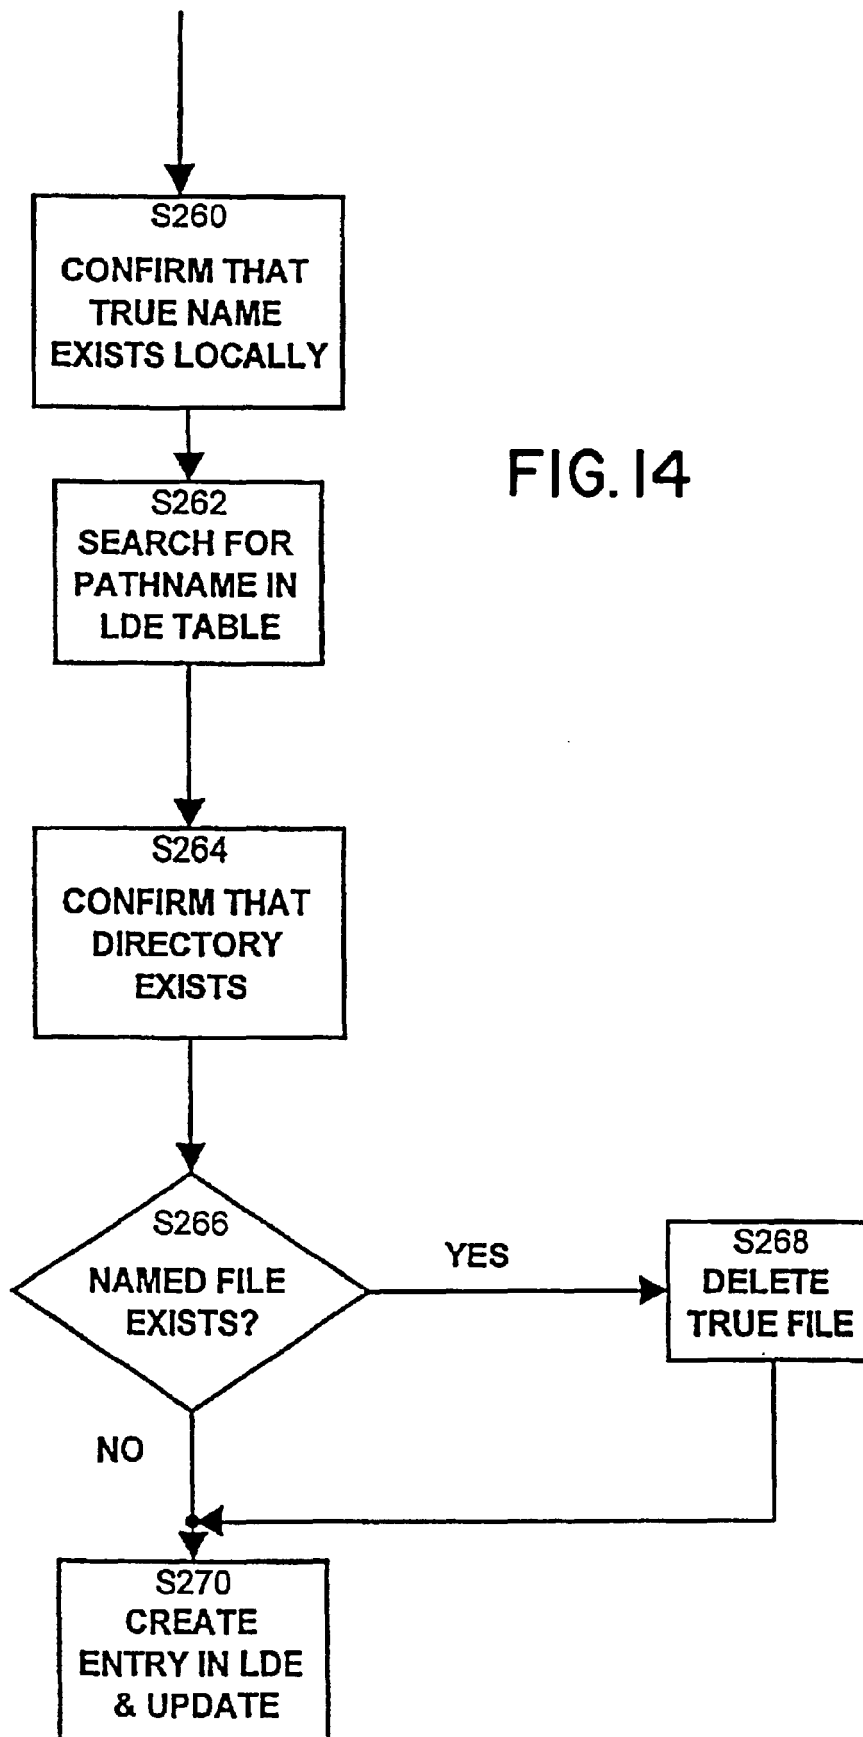 S260
CONFIRM THAT
TRUE NAME
EXISTS LOCALLY
FIG. 14
S262
SEARCH FOR
PATHNAME IN
LDE TABLE
S264
CONFIRM THAT
DIRECTORY
EXISTS
S266
NAMED FILE
EXISTS?
YES
S268
DELETE
TRUE FILE
NO
S270
CREATE
ENTRY IN LDE
& UPDATE